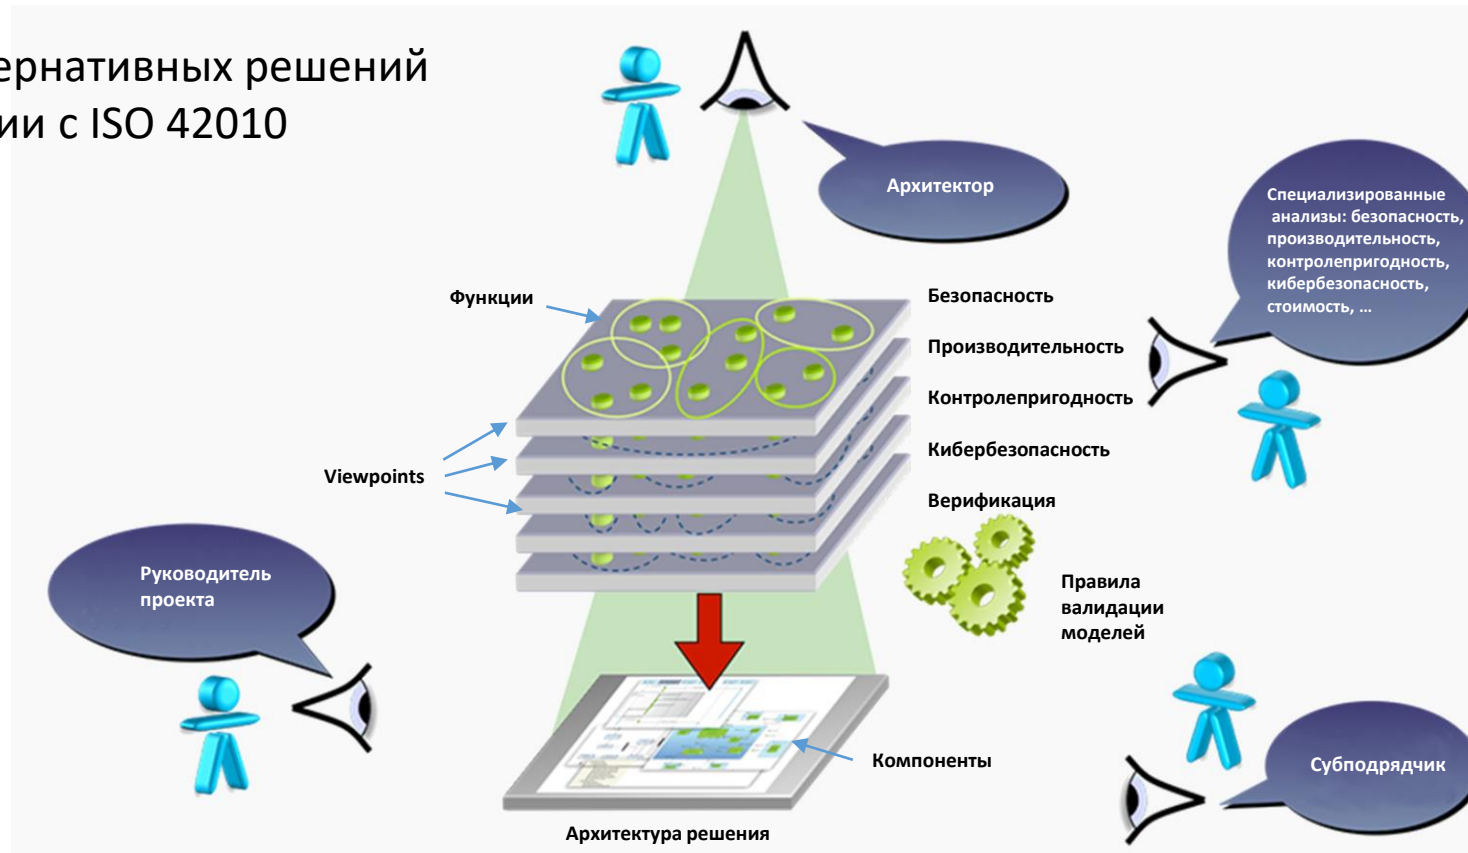 ернативных решений
ии с ISO 42010
Архитектор
Специализированные
анализы: безопасность,
производительность,
контролепригодность,
кибербезопасность,
стоимость, ...
Функции
Безопасность
Производительность
Контролепригодность
Кибербезопасность
Верификация
Viewpoints
Руководитель
проекта
Правила
валидации
моделей
Компоненты
Субподрядчик
Архитектура решения